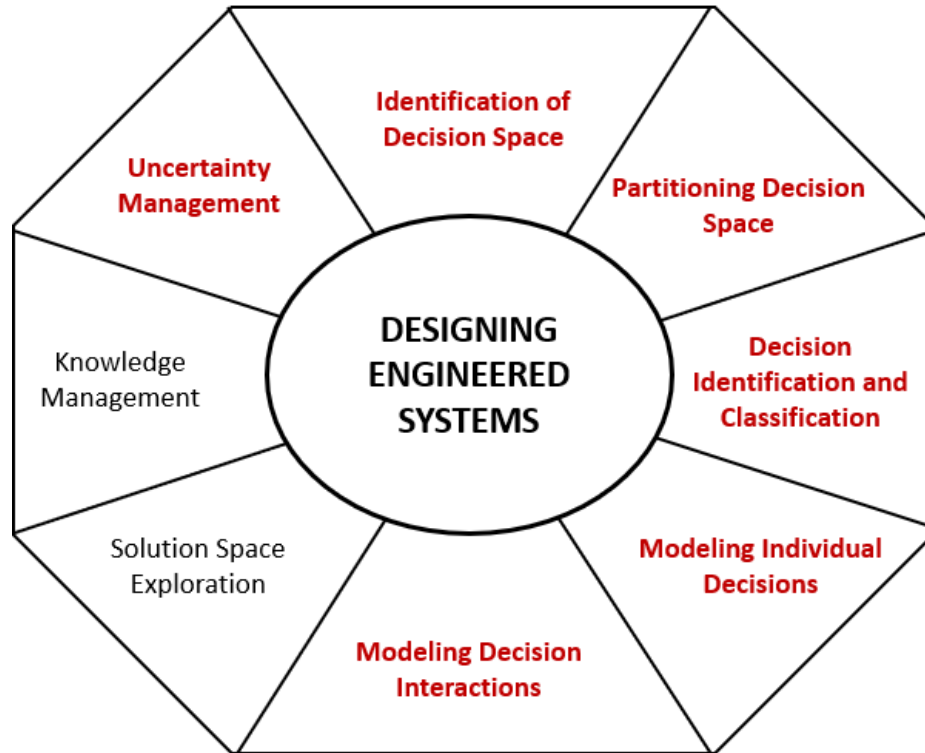 Identification of
Decision Space
Partitioning Decision
Space
Decision
Identification and
Classification
Modeling Individual
Decisions
Modeling Decision
Interactions
Solution Space
Exploration
Knowledge
Management
Uncertainty
Management
DESIGNING
ENGINEERED
SYSTEMS